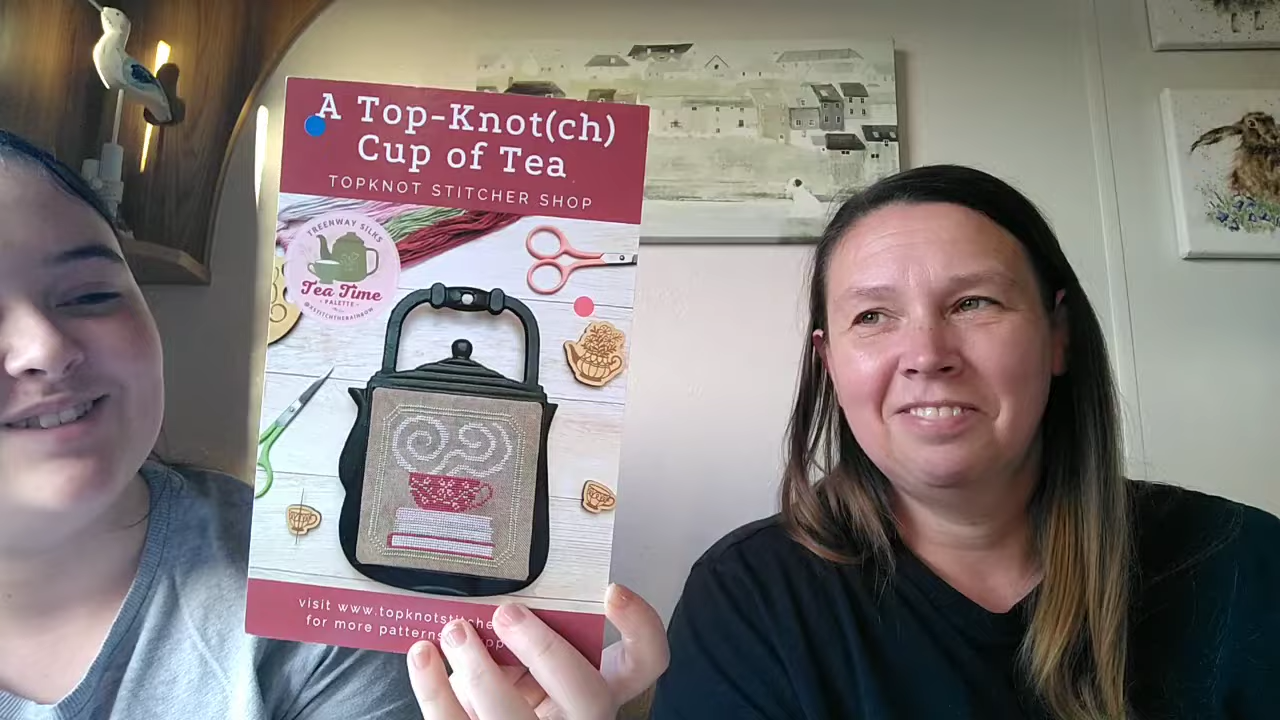 A Top-Knot(ch)
Cup of Tea
TOPKNOT STITCHER SHOP
TREENWAY SILKS
Tea Time
PALETTE
@XSTITCHTHERAINBOW
visit www.topknotstitche
for more patterns